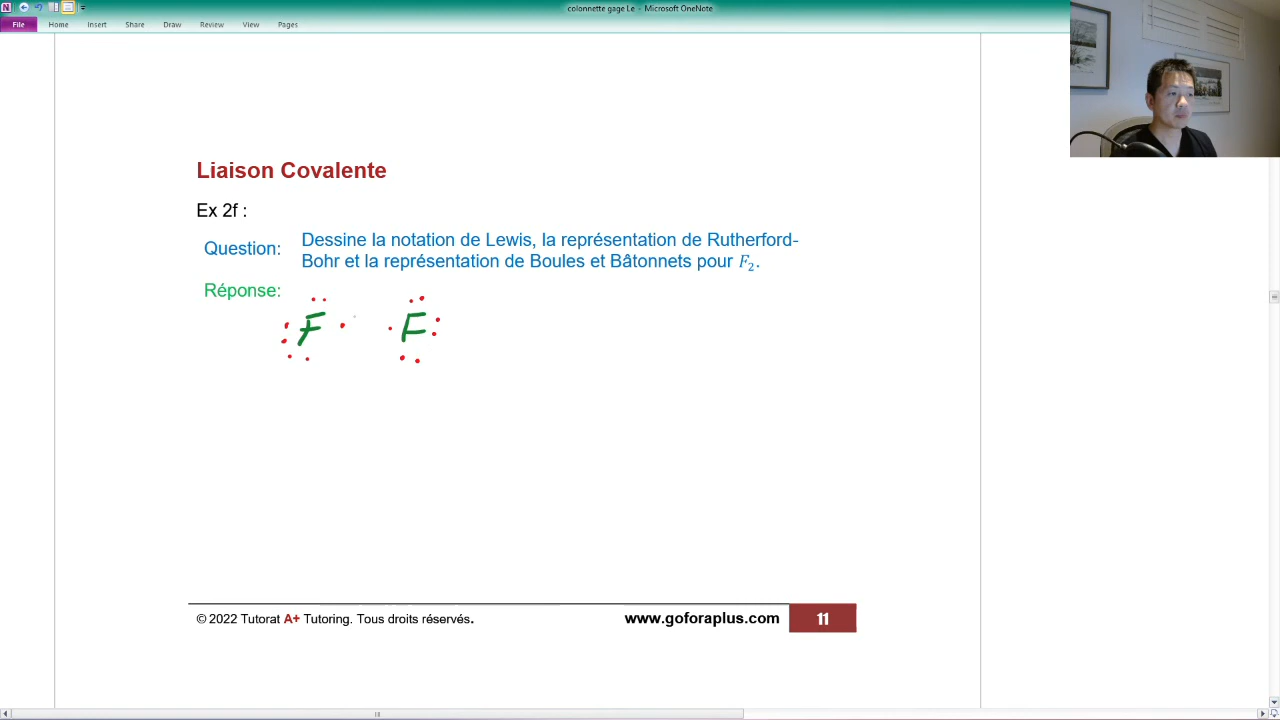 colonnette gage Le - Microsoft OneNote
File Home Insert Share Draw Review View Pages
Liaison Covalente
Ex 2f :
Question: Dessine la notation de Lewis, la représentation de Rutherford-
Bohr et la représentation de Boules et Bâtonnets pour F₂.
Réponse:
F F
© 2022 Tutorat A+ Tutoring. Tous droits réservés.
www.goforaplus.com 11